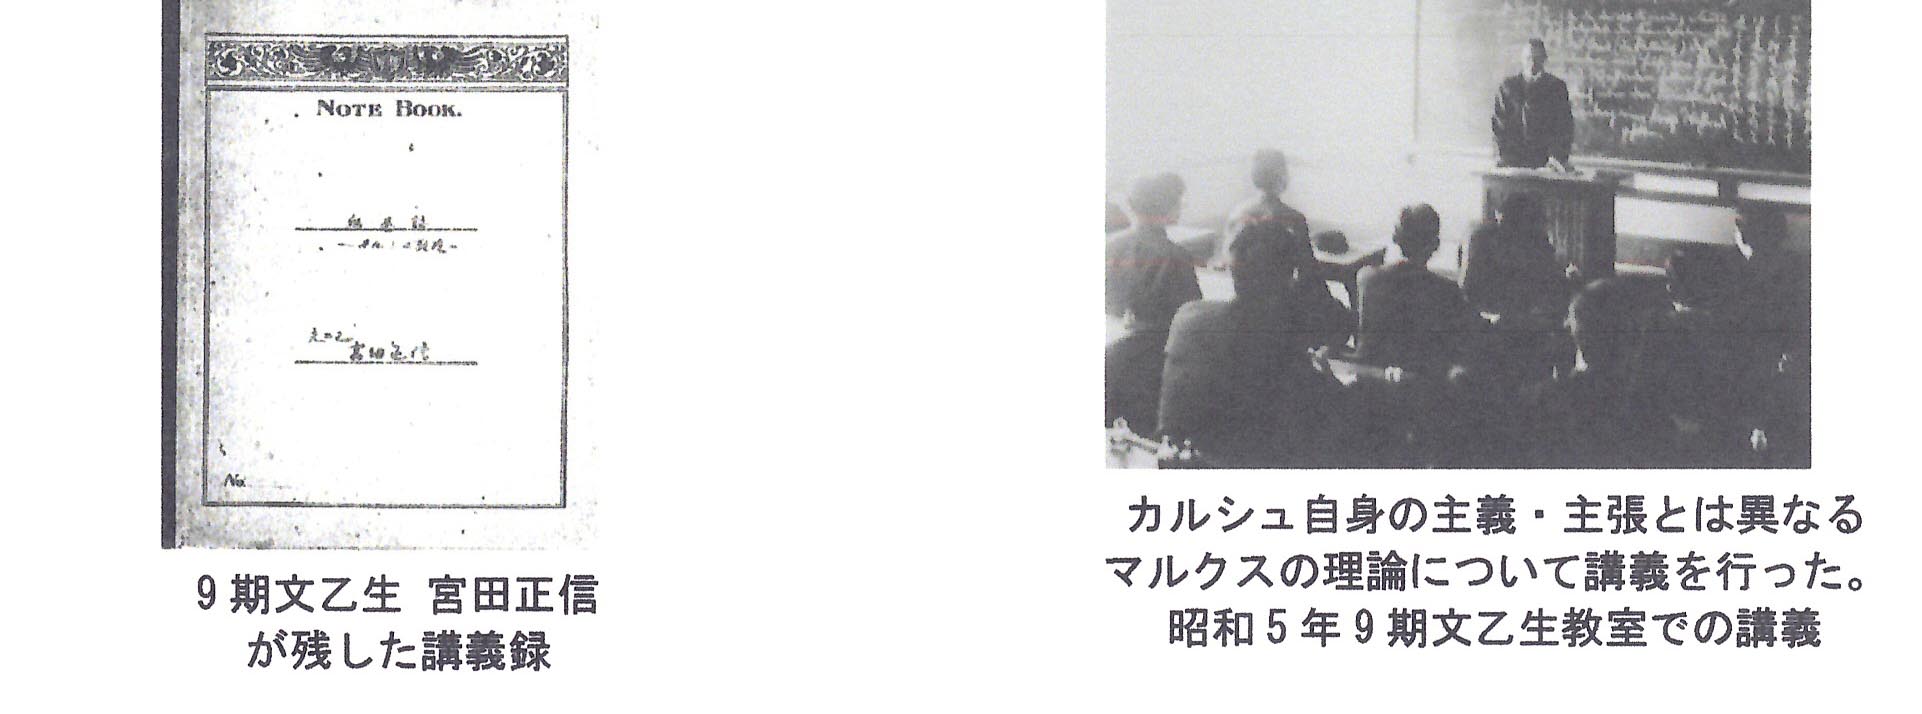 NOTE BOOK.
宮田正信
No.
9期文乙生 宮田正信
が残した講義録
カルシュ自身の主義・主張とは異なる
マルクスの理論について講義を行った。
昭和5年9期文乙生教室での講義